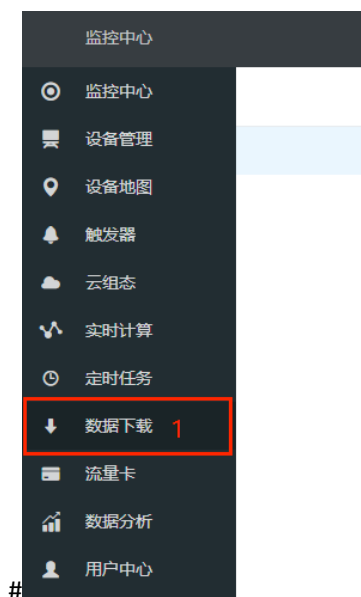 监控中心
监控中心
设备管理
设备地图
触发器
云组态
实时计算
定时任务
数据下载 1
流量卡
数据分析
#
用户中心